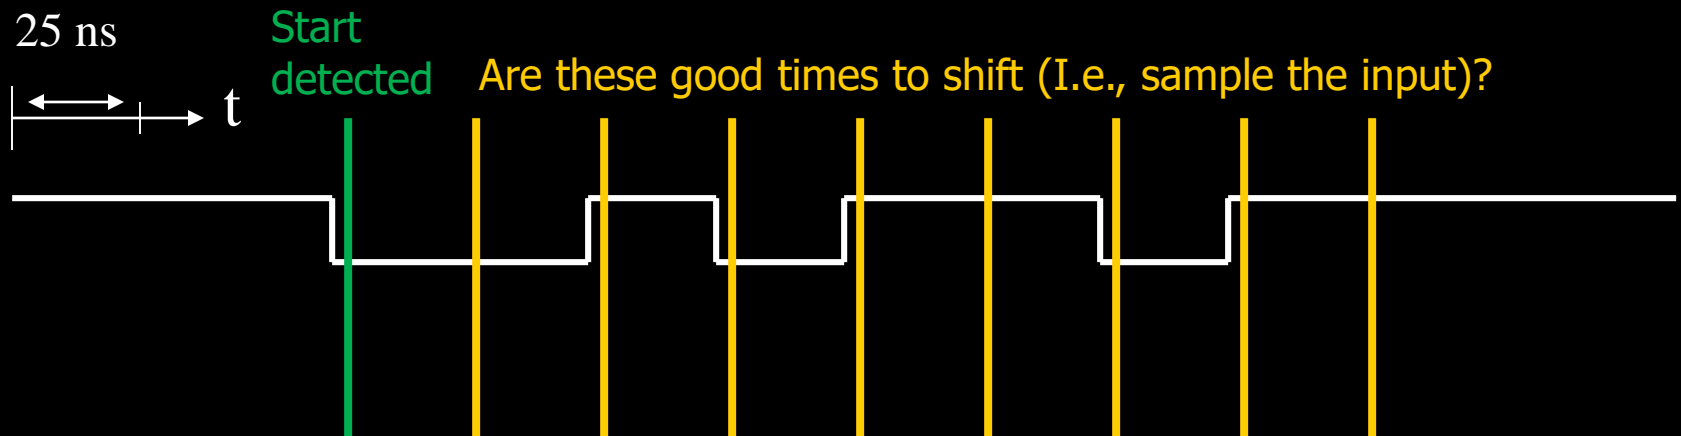 25 ns
t
Start
detected
Are these good times to shift (I.e., sample the input)?